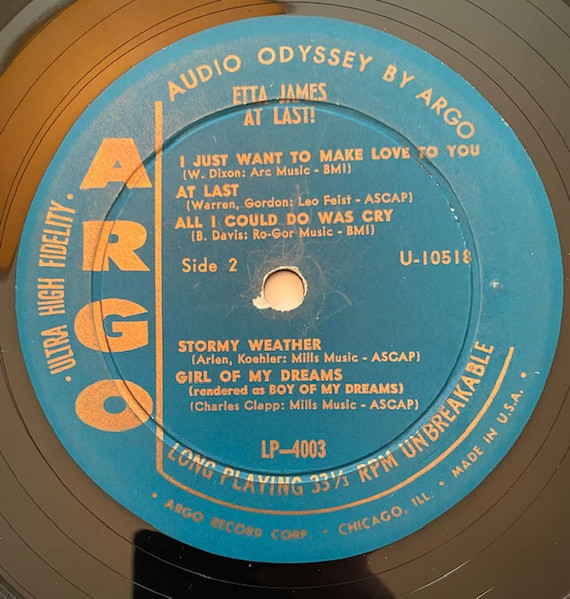 AUDIO ODYSSEY BY ARGO
ETTA JAMES
AT LAST!
I JUST WANT TO MAKE LOVE TO YOU
(W. Dixon: Arc Music - BMI)
AT LAST
(Warren, Gordon: Leo Feist - ASCAP)
ALL I COULD DO WAS CRY
(B. Davis: Ro-Gor Music - BMI)
Side 2
U-10518
STORMY WEATHER
(Arlen, Koehler: Mills Music - ASCAP)
GIRL OF MY DREAMS
(rendered as BOY OF MY DREAMS)
(Charles Clapp: Mills Music - ASCAP)
LP-4003
LONG PLAYING 33 1/3 RPM UNBREAKABLE
• ULTRA HIGH FIDELITY •
ARGO
• ARGO RECORD CORP. • CHICAGO, ILL. • MADE IN U.S.A. •